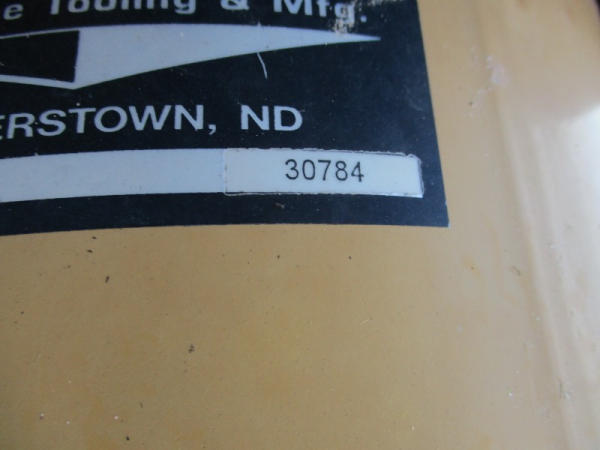 e Tooling & Mfg.
ERSTOWN, ND
30784